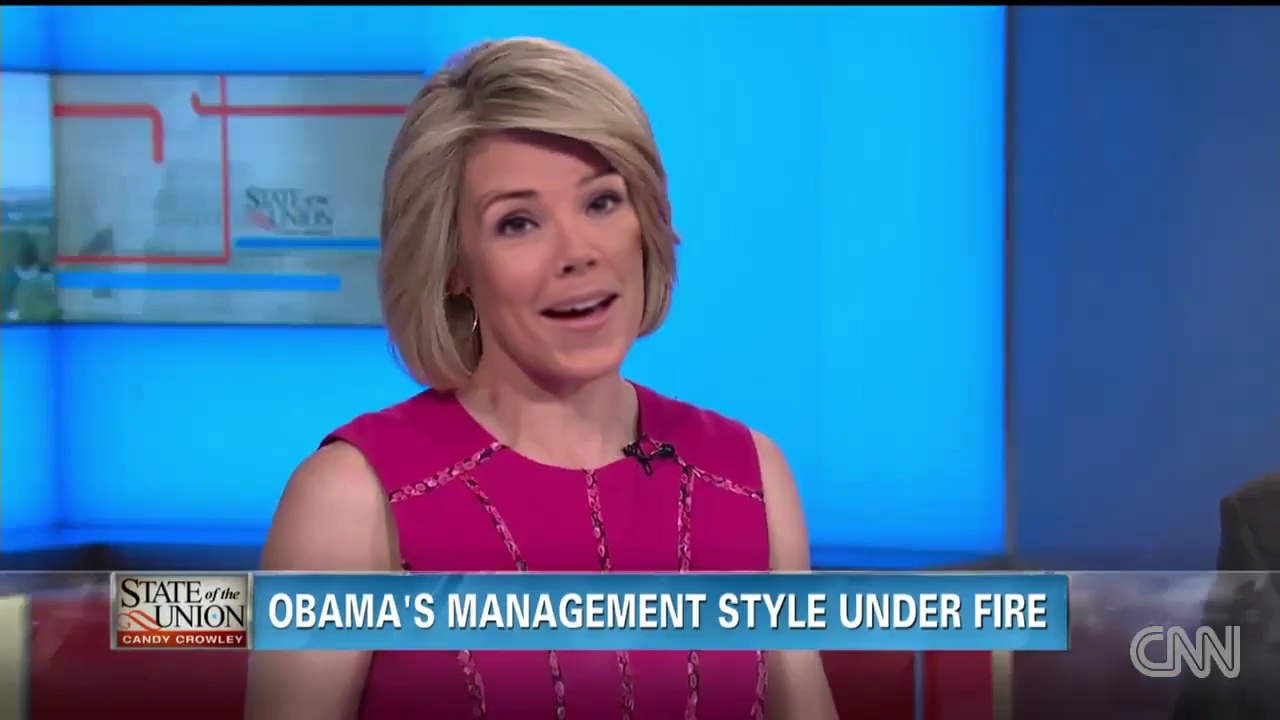 STATE of the
UNION
STATE of the
UNION
CANDY CROWLEY
OBAMA'S MANAGEMENT STYLE UNDER FIRE
CNN